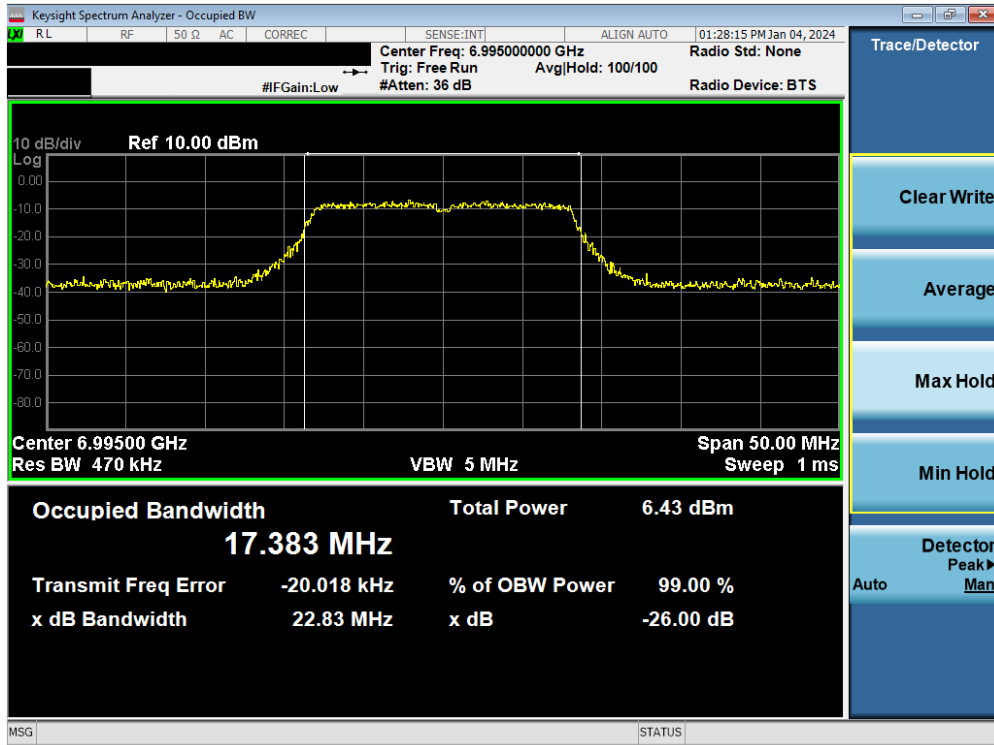 Keysight Spectrum Analyzer - Occupied BW
LXI RL RF 50 Ω AC CORREC SENSE:INT ALIGN AUTO 01:28:15 PM Jan 04, 2024
Center Freq: 6.995000000 GHz Radio Std: None
Trig: Free Run Avg|Hold: 100/100
#IFGain:Low #Atten: 36 dB Radio Device: BTS
10 dB/div Ref 10.00 dBm
Log
0.00
-10.0
-20.0
-30.0
-40.0
-50.0
-60.0
-70.0
-80.0
Center 6.99500 GHz Span 50.00 MHz
Res BW 470 kHz VBW 5 MHz Sweep 1 ms
Occupied Bandwidth Total Power 6.43 dBm
17.383 MHz
Transmit Freq Error -20.018 kHz % of OBW Power 99.00 %
x dB Bandwidth 22.83 MHz x dB -26.00 dB
MSG STATUS
Trace/Detector
Clear Write
Average
Max Hold
Min Hold
Detector
Peak▶
Auto Man